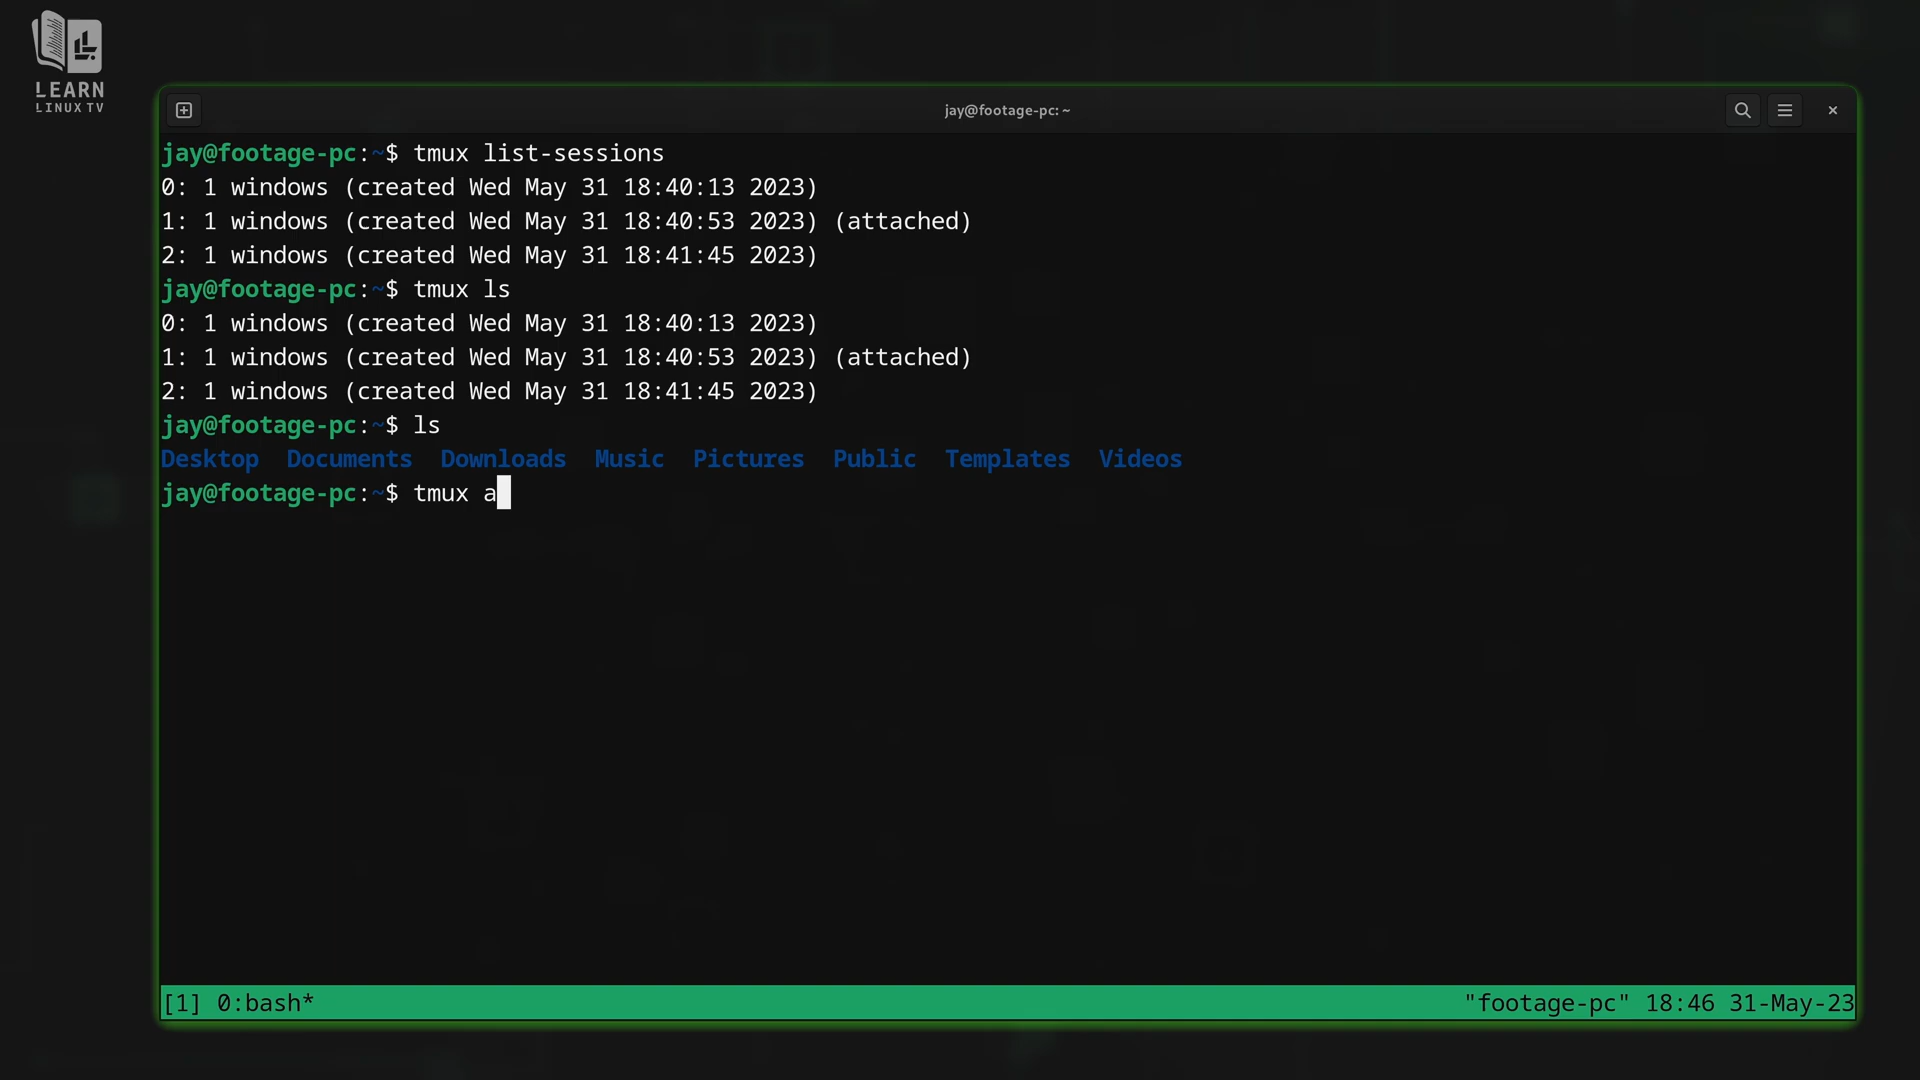 LEARN
LINUX TV
jay@footage-pc: ~
jay@footage-pc:~$ tmux list-sessions
0: 1 windows (created Wed May 31 18:40:13 2023)
1: 1 windows (created Wed May 31 18:40:53 2023) (attached)
2: 1 windows (created Wed May 31 18:41:45 2023)
jay@footage-pc:~$ tmux ls
0: 1 windows (created Wed May 31 18:40:13 2023)
1: 1 windows (created Wed May 31 18:40:53 2023) (attached)
2: 1 windows (created Wed May 31 18:41:45 2023)
jay@footage-pc:~$ ls
Desktop  Documents  Downloads  Music  Pictures  Public  Templates  Videos
jay@footage-pc:~$ tmux a
[1] 0:bash* "footage-pc" 18:46 31-May-23